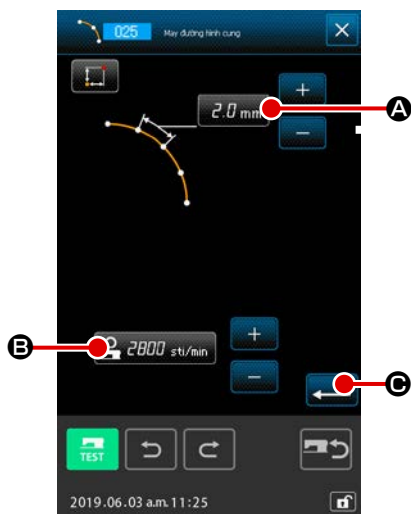 025 May đường hình cung
2.0 mm
A
B
2800 sti/min
C
TEST
2019.06.03 a.m. 11:25